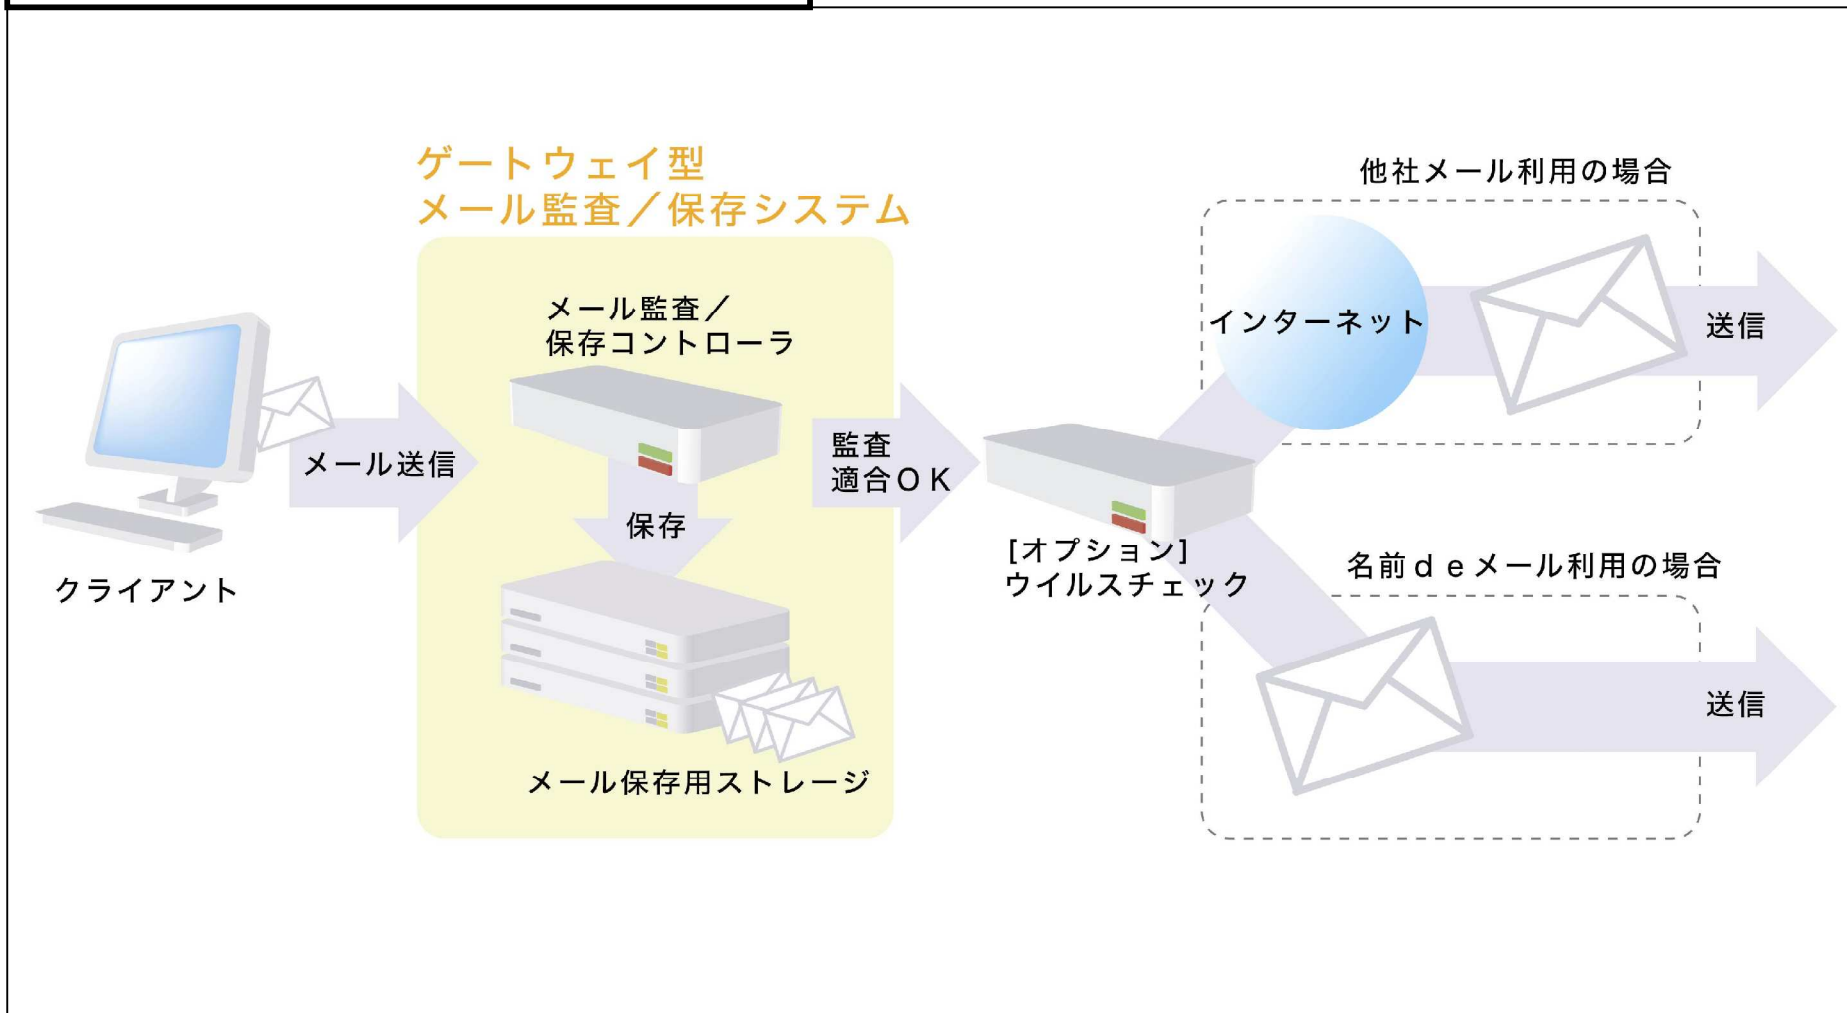 ゲートウェイ型
メール監査／保存システム
メール監査／
保存コントローラ
メール送信
保存
メール保存用ストレージ
クライアント
監査
適合ＯＫ
[オプション]
ウイルスチェック
他社メール利用の場合
インターネット
送信
名前ｄｅメール利用の場合
送信